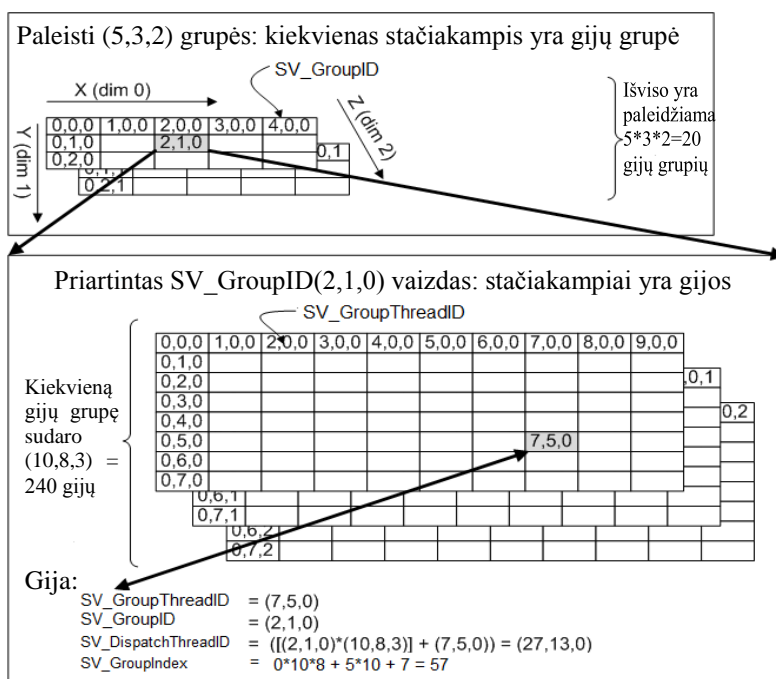 Paleisti (5,3,2) grupės: kiekvienas stačiakampis yra gijų grupė
SV_GroupID
X (dim 0)
Y (dim 1)
Z (dim 2)
0,0,0 1,0,0 2,0,0 3,0,0 4,0,0
0,1,0 2,1,0 0,1
0,2,0
0,2,1
Išviso yra
paleidžiama
5*3*2=20
gijų grupių
Priartintas SV_GroupID(2,1,0) vaizdas: stačiakampiai yra gijos
SV_GroupThreadID
0,0,0 1,0,0 2,0,0 3,0,0 4,0,0 5,0,0 6,0,0 7,0,0 8,0,0 9,0,0
0,1,0
0,2,0 ,0,1
0,3,0
0,4,0 0,2
0,5,0 7,5,0
0,6,0
0,7,0
0,6,1
0,7,1
0,6,2
0,7,2
Kiekvieną
gijų grupę
sudaro
(10,8,3) =
240 gijų
Gija:
SV_GroupThreadID = (7,5,0)
SV_GroupID = (2,1,0)
SV_DispatchThreadID = ([(2,1,0)*(10,8,3)] + (7,5,0)) = (27,13,0)
SV_GroupIndex = 0*10*8 + 5*10 + 7 = 57